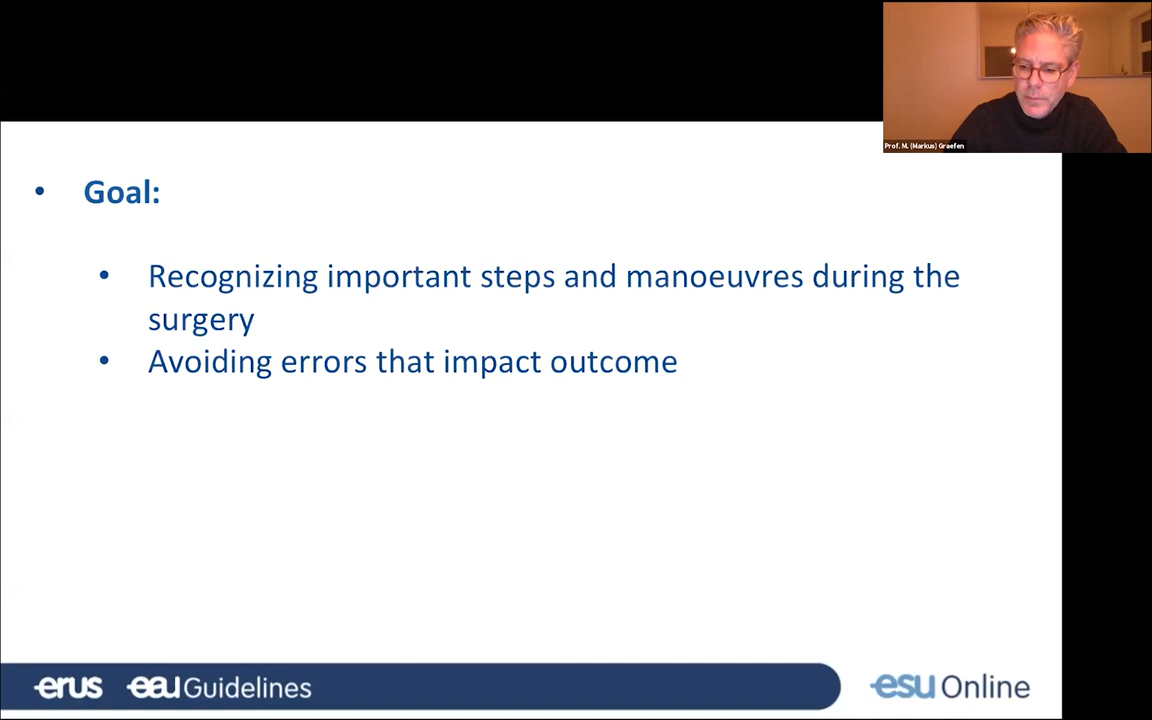 Prof. M. (Markus) Graefen
• Goal:
• Recognizing important steps and manoeuvres during the
surgery
• Avoiding errors that impact outcome
erus eau Guidelines
esu Online